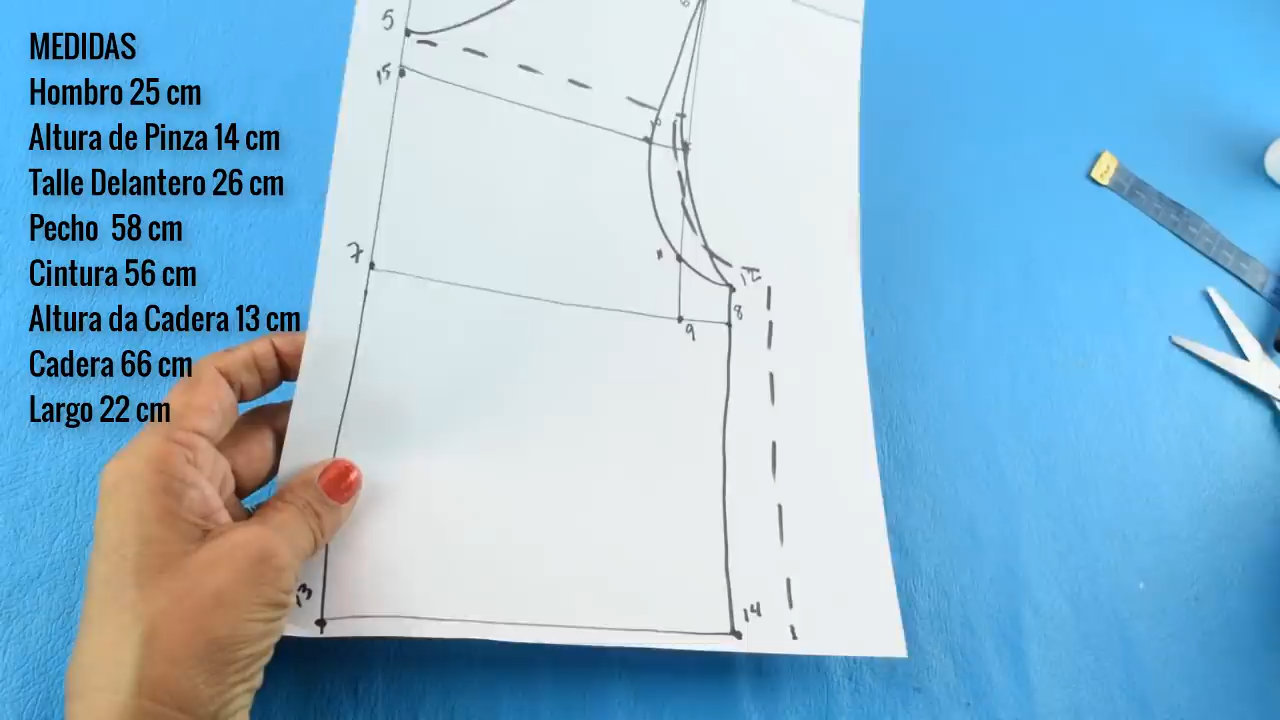 MEDIDAS
Hombro 25 cm
Altura de Pinza 14 cm
Talle Delantero 26 cm
Pecho 58 cm
Cintura 56 cm
Altura da Cadera 13 cm
Cadera 66 cm
Largo 22 cm
5
15
7
12
8
9
13
14